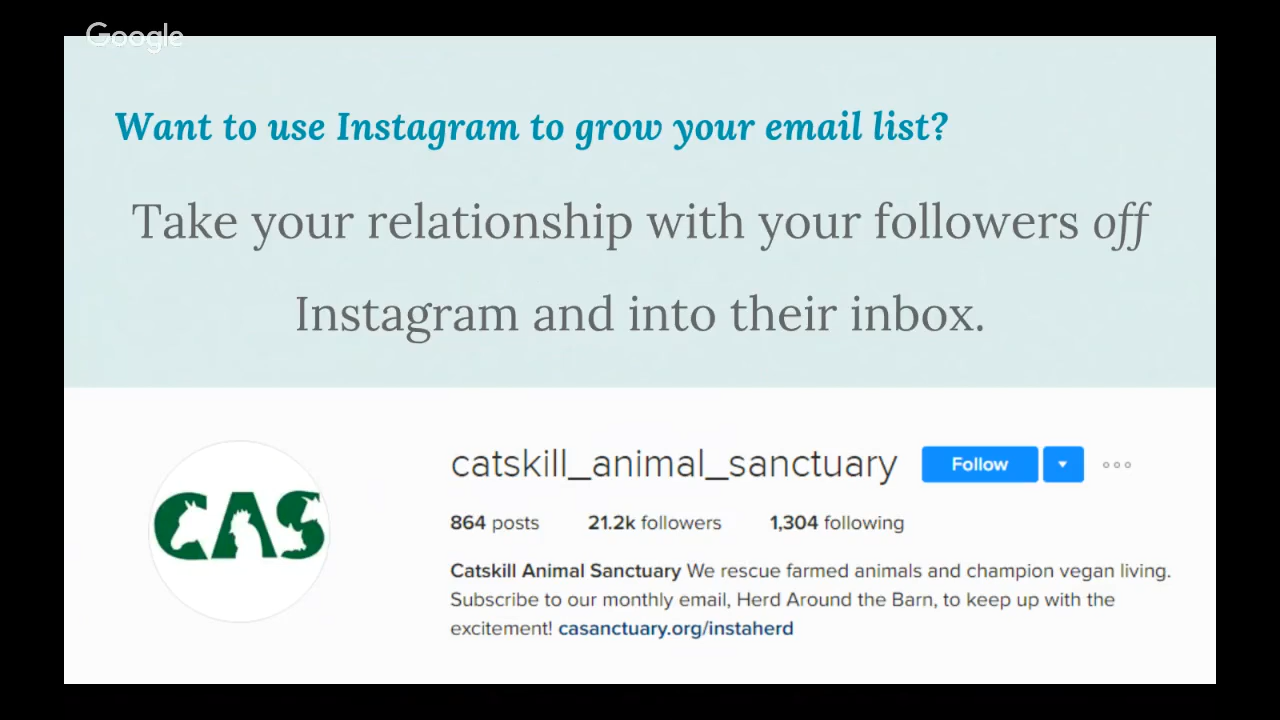 Google
Want to use Instagram to grow your email list?
Take your relationship with your followers off
Instagram and into their inbox.
CAS
catskill_animal_sanctuary Follow
864 posts 21.2k followers 1,304 following
Catskill Animal Sanctuary We rescue farmed animals and champion vegan living.
Subscribe to our monthly email, Herd Around the Barn, to keep up with the
excitement! casanctuary.org/instaherd